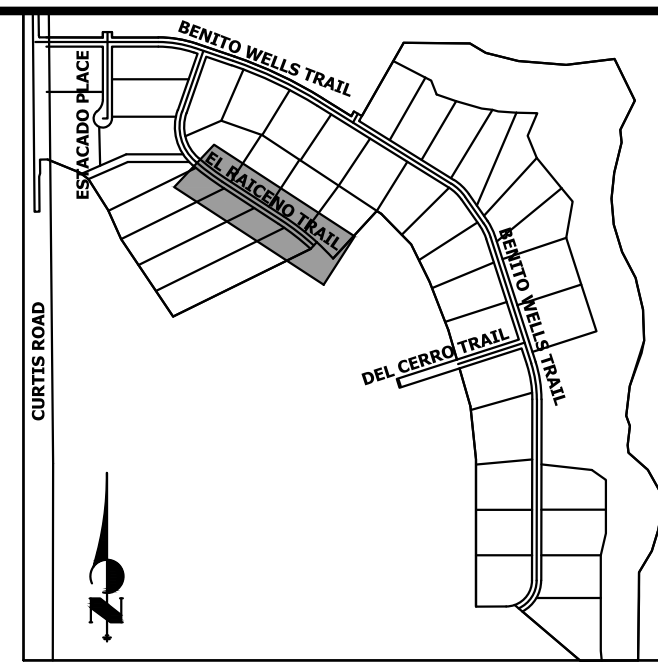 BENITO WELLS TRAIL
ESTACADO PLACE
EL RAICENO TRAIL
BENITO WELLS TRAIL
CURTIS ROAD
DEL CERRO TRAIL
N